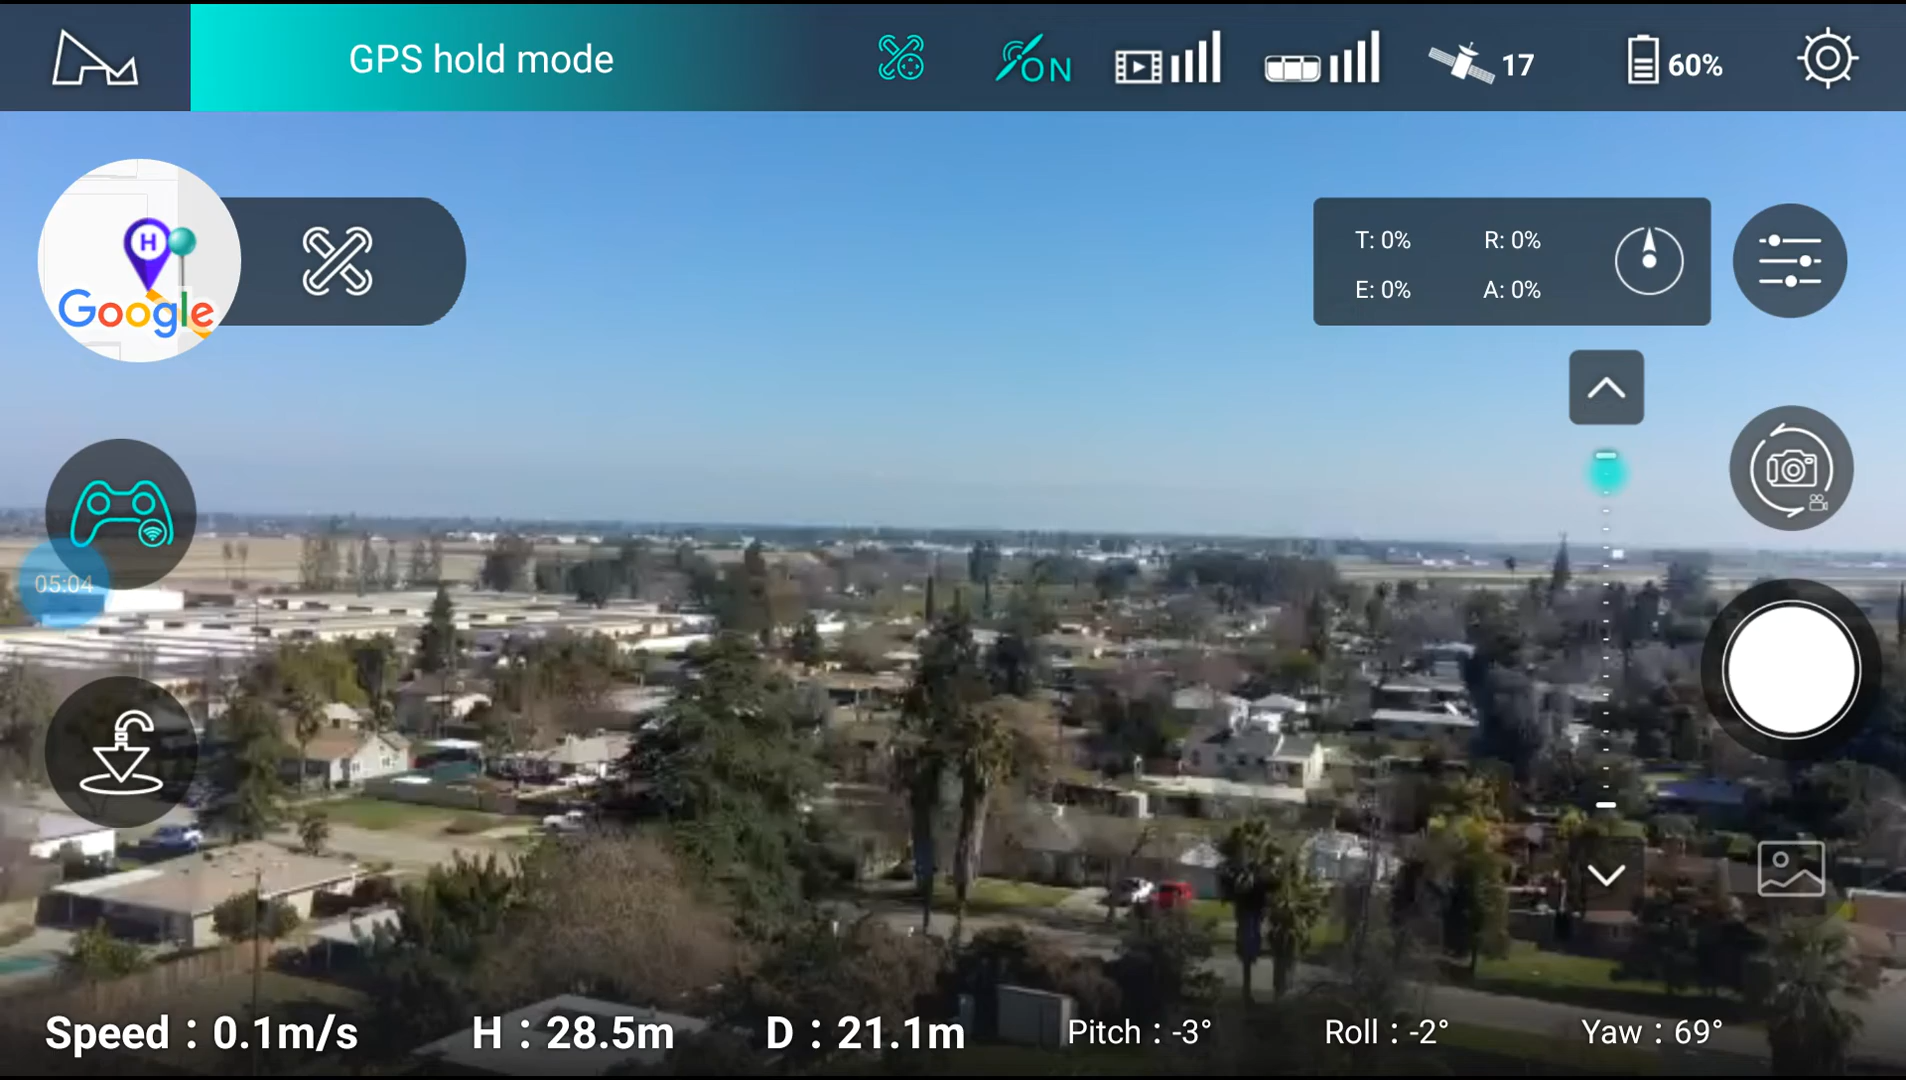 GPS hold mode
ON
17
60%
H
Google
T: 0% R: 0%
E: 0% A: 0%
05:04
Speed : 0.1m/s H : 28.5m D : 21.1m Pitch : -3° Roll : -2° Yaw : 69°